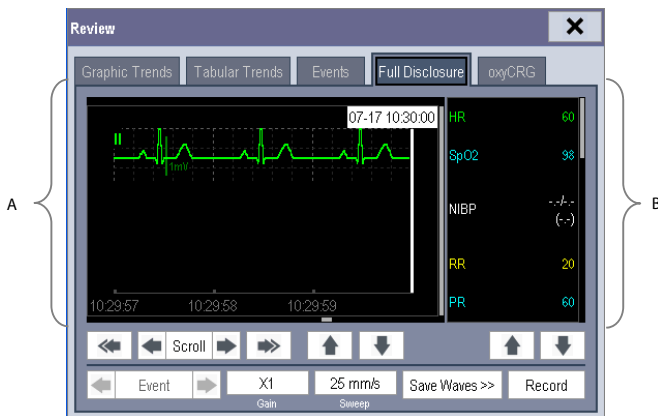 Review
Graphic Trends Tabular Trends Events Full Disclosure oxyCRG
07-17 10:30:00
II
1mV
10:29:57 10:29:58 10:29:59
HR 60
SpO2 98
NIBP -.-/-.-
(-.-)
RR 20
PR 60
A
B
Scroll
Event X1 25 mm/s Save Waves >> Record
Gain Sweep